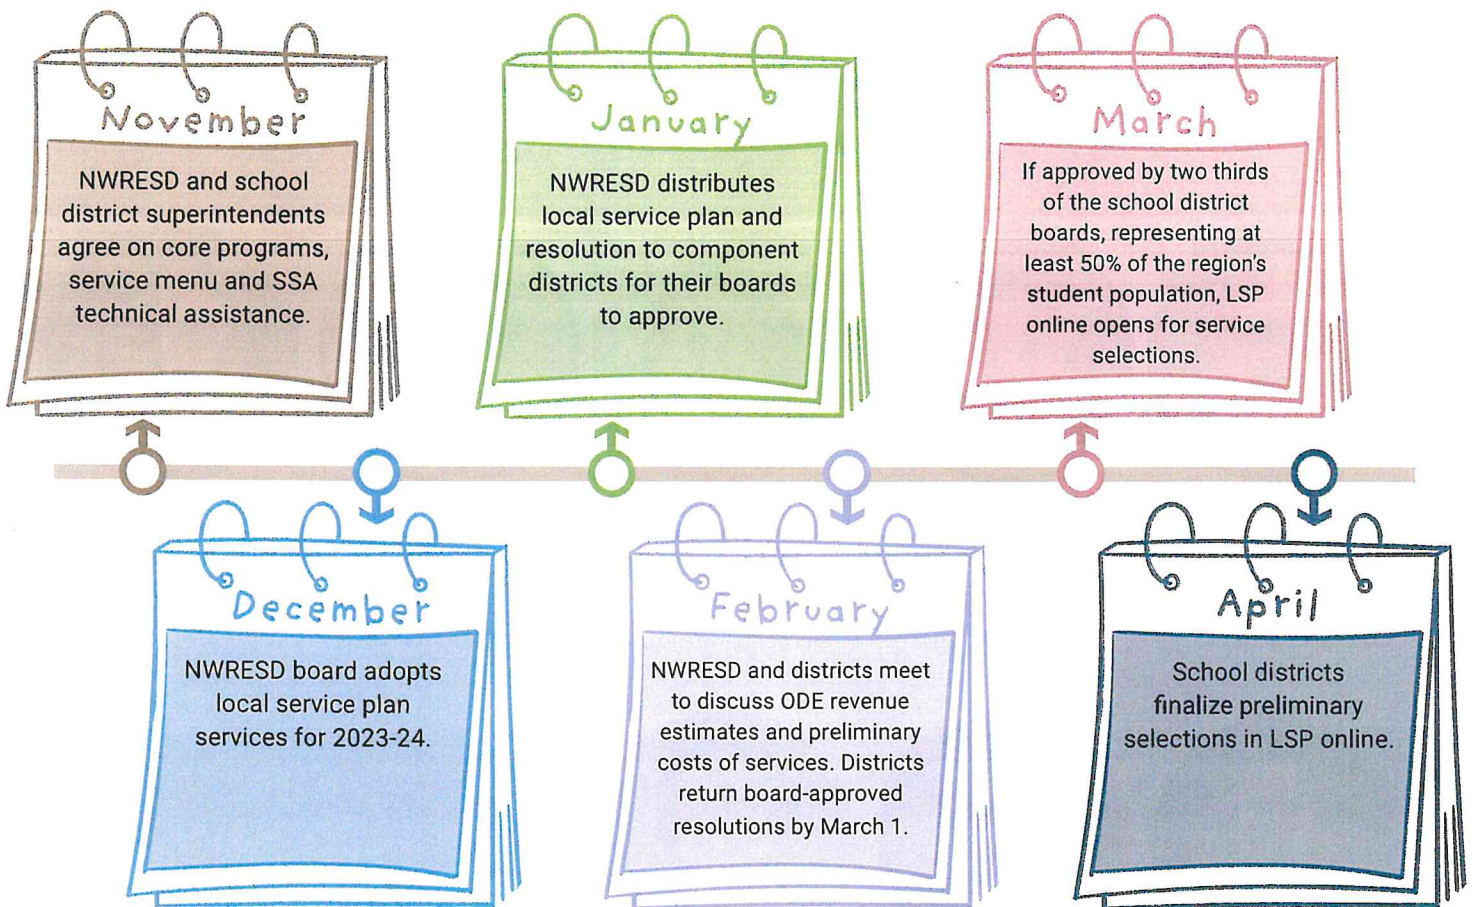 November
NWRESD and school
district superintendents
agree on core programs,
service menu and SSA
technical assistance.
January
NWRESD distributes
local service plan and
resolution to component
districts for their boards
to approve.
March
If approved by two thirds
of the school district
boards, representing at
least 50% of the region's
student population, LSP
online opens for service
selections.
December
NWRESD board adopts
local service plan
services for 2023-24.
February
NWRESD and districts meet
to discuss ODE revenue
estimates and preliminary
costs of services. Districts
return board-approved
resolutions by March 1.
April
School districts
finalize preliminary
selections in LSP online.